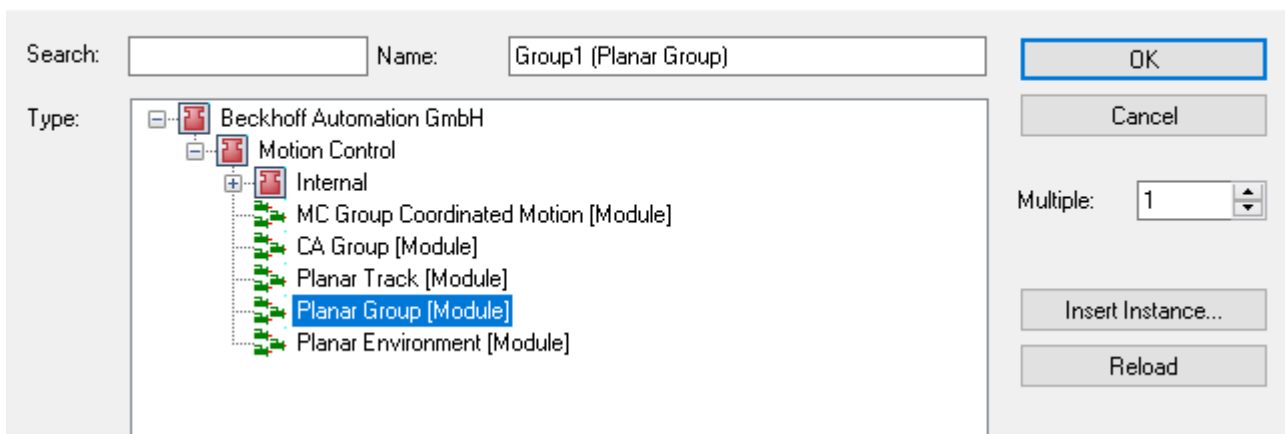 Search: Name: Group1 (Planar Group) OK
Type: Beckhoff Automation GmbH Cancel
Motion Control
Internal
Multiple: 1
MC Group Coordinated Motion [Module]
CA Group [Module]
Planar Track [Module]
Planar Group [Module] Insert Instance...
Planar Environment [Module]
Reload